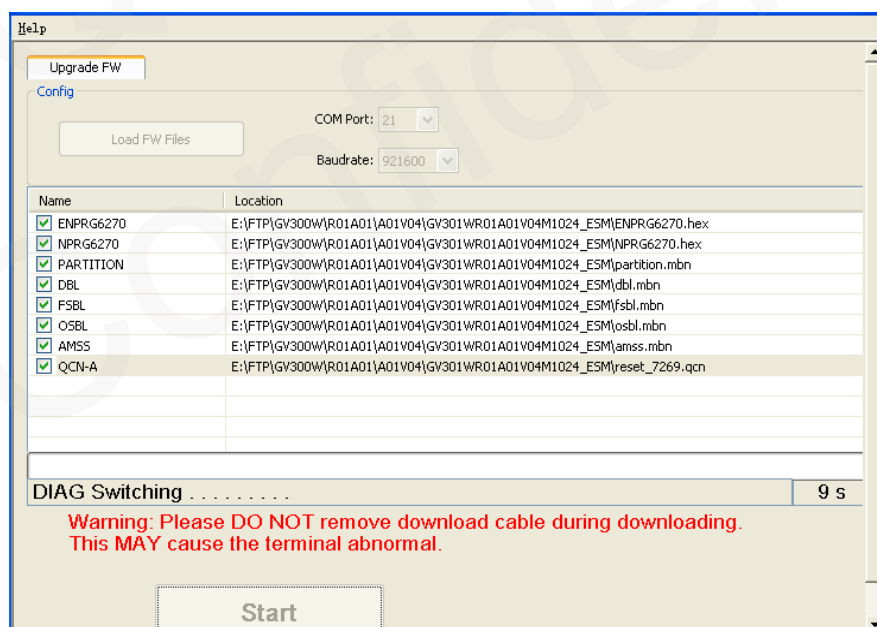 Help
Upgrade FW
Config
Load FW Files
COM Port: 21
Baudrate: 921600
Name Location
ENPRG6270 E:\FTP\GV300W\R01A01\A01V04\GV301WR01A01V04M1024_ESM\ENPRG6270.hex
NPRG6270 E:\FTP\GV300W\R01A01\A01V04\GV301WR01A01V04M1024_ESM\NPRG6270.hex
PARTITION E:\FTP\GV300W\R01A01\A01V04\GV301WR01A01V04M1024_ESM\partition.mbn
DBL E:\FTP\GV300W\R01A01\A01V04\GV301WR01A01V04M1024_ESM\dbl.mbn
FSBL E:\FTP\GV300W\R01A01\A01V04\GV301WR01A01V04M1024_ESM\fsbl.mbn
OSBL E:\FTP\GV300W\R01A01\A01V04\GV301WR01A01V04M1024_ESM\osbl.mbn
AMSS E:\FTP\GV300W\R01A01\A01V04\GV301WR01A01V04M1024_ESM\amss.mbn
QCN-A E:\FTP\GV300W\R01A01\A01V04\GV301WR01A01V04M1024_ESM\reset_7269.qcn
DIAG Switching . . . . . . . . . 9 s
Warning: Please DO NOT remove download cable during downloading.
This MAY cause the terminal abnormal.
Start